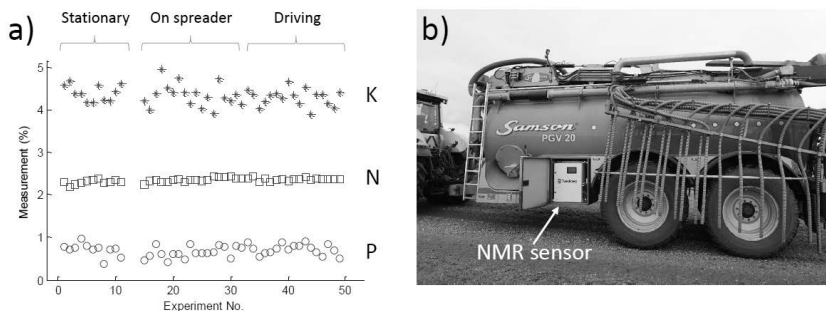 a)
Stationary On spreader Driving
5
4
3
2
1
0
Measurement (%)
K
N
P
0 10 20 30 40 50
Experiment No.
b)
Samson
PGV 20
NMR sensor